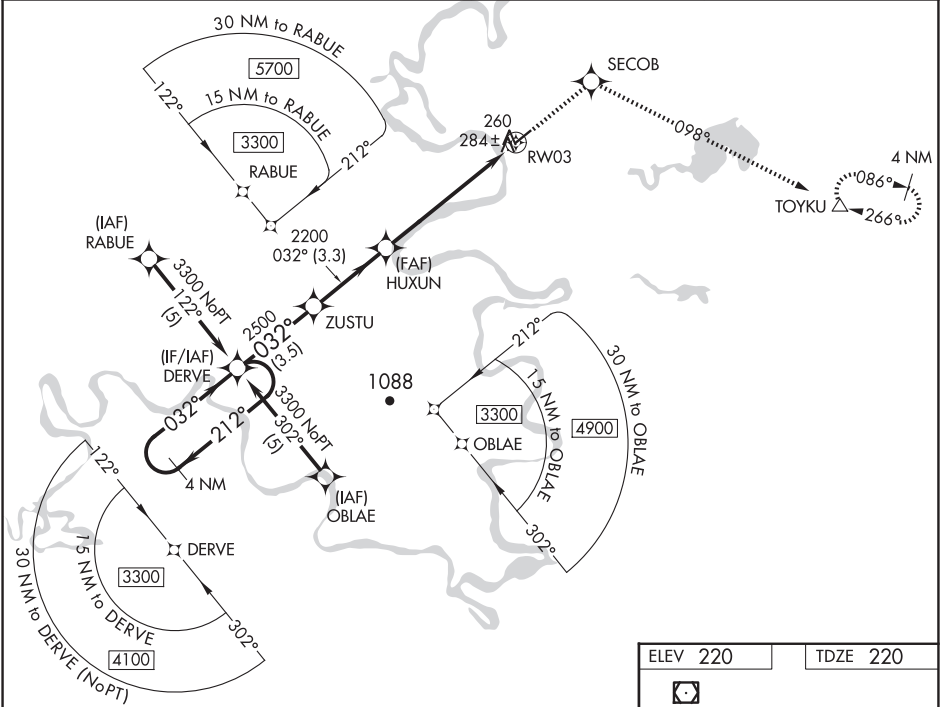 30 NM to RABUE
5700
122°
15 NM to RABUE
3300
212°
RABUE
SECOB
260
284±
RW03
098°
4 NM
086°
TOYKU
266°
(IAF)
RABUE
3300 NoPT
122°
(5)
2200
032° (3.3)
(FAF)
HUXUN
ZUSTU
2500
032°
(3.5)
(IF/IAF)
DERVE
032°
212°
4 NM
3300 NoPT
302°
(5)
(IAF)
OBLAE
1088
212°
15 NM to OBLAE
30 NM to OBLAE
3300
4900
OBLAE
302°
122°
DERVE
15 NM to DERVE
3300
302°
30 NM to DERVE (NoPT)
4100
ELEV 220
TDZE 220